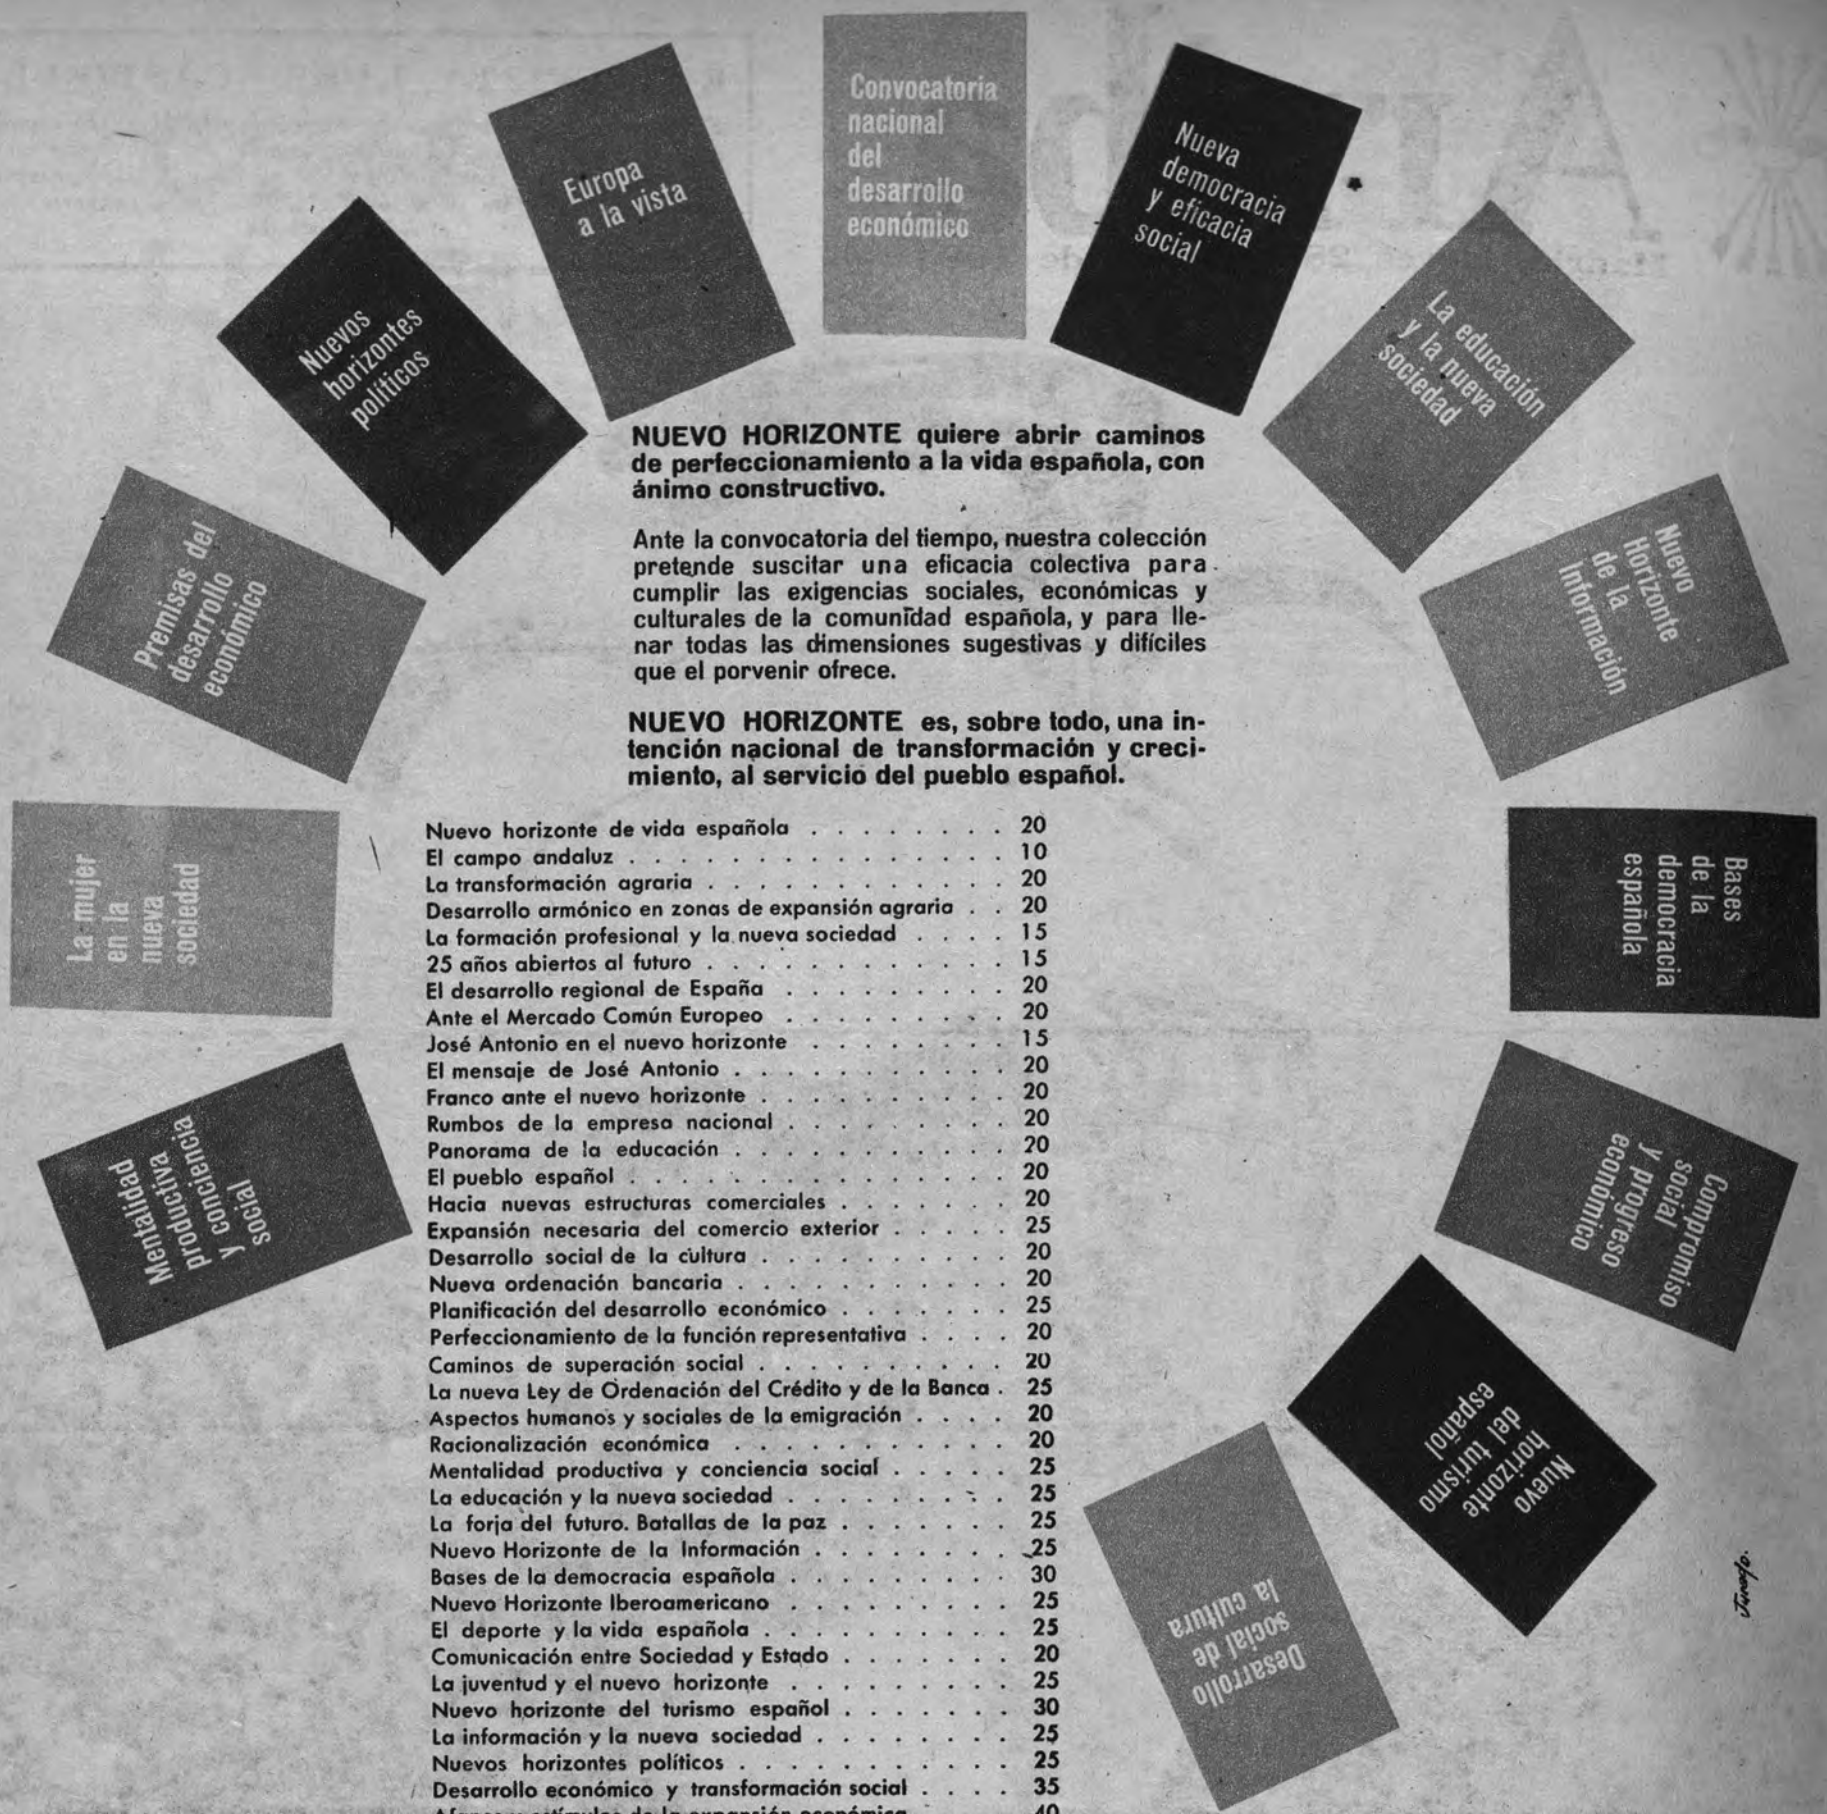 Convocatoria
nacional
del
desarrollo
económico
Nueva
democracia
y eficacia
social
Europa
a la vista
La educación
y la nueva
sociedad
Nuevos
horizontes
políticos
Nuevo
Horizonte
de la
Información
Premisas del
desarrollo
económico
Bases
de la
democracia
española
La mujer
en la
nueva
sociedad
Compromiso
social
y progreso
económico
Mentalidad
productiva
y conciencia
social
Nuevo
horizonte
del turismo
español
Desarrollo
social de
la cultura
NUEVO HORIZONTE quiere abrir caminos
de perfeccionamiento a la vida española, con
ánimo constructivo.
Ante la convocatoria del tiempo, nuestra colección
pretende suscitar una eficacia colectiva para
cumplir las exigencias sociales, económicas y
culturales de la comunidad española, y para lle-
nar todas las dimensiones sugestivas y difíciles
que el porvenir ofrece.
NUEVO HORIZONTE es, sobre todo, una in-
tención nacional de transformación y creci-
miento, al servicio del pueblo español.
Nuevo horizonte de vida española . . . . . . . . 20
El campo andaluz . . . . . . . . . . . . . . . 10
La transformación agraria . . . . . . . . . . . . 20
Desarrollo armónico en zonas de expansión agraria . . 20
La formación profesional y la nueva sociedad . . . . 15
25 años abiertos al futuro . . . . . . . . . . . . 15
El desarrollo regional de España . . . . . . . . . 20
Ante el Mercado Común Europeo . . . . . . . . . 20
José Antonio en el nuevo horizonte . . . . . . . . 15
El mensaje de José Antonio . . . . . . . . . . . 20
Franco ante el nuevo horizonte . . . . . . . . . . 20
Rumbos de la empresa nacional . . . . . . . . . 20
Panorama de la educación . . . . . . . . . . . 20
El pueblo español . . . . . . . . . . . . . . . 20
Hacia nuevas estructuras comerciales . . . . . . . 20
Expansión necesaria del comercio exterior . . . . . 25
Desarrollo social de la cultura . . . . . . . . . . 20
Nueva ordenación bancaria . . . . . . . . . . . 20
Planificación del desarrollo económico . . . . . . . 25
Perfeccionamiento de la función representativa . . . . 20
Caminos de superación social . . . . . . . . . . 20
La nueva Ley de Ordenación del Crédito y de la Banca . 25
Aspectos humanos y sociales de la emigración . . . . 20
Racionalización económica . . . . . . . . . . . 20
Mentalidad productiva y conciencia social . . . . . 25
La educación y la nueva sociedad . . . . . . . . . 25
La forja del futuro. Batallas de la paz . . . . . . . 25
Nuevo Horizonte de la Información . . . . . . . . 25
Bases de la democracia española . . . . . . . . . 30
Nuevo Horizonte Iberoamericano . . . . . . . . . 25
El deporte y la vida española . . . . . . . . . . 25
Comunicación entre Sociedad y Estado . . . . . . . 20
La juventud y el nuevo horizonte . . . . . . . . . 25
Nuevo horizonte del turismo español . . . . . . . 30
La información y la nueva sociedad . . . . . . . . 25
Nuevos horizontes políticos . . . . . . . . . . . 25
Desarrollo económico y transformación social . . . . 35